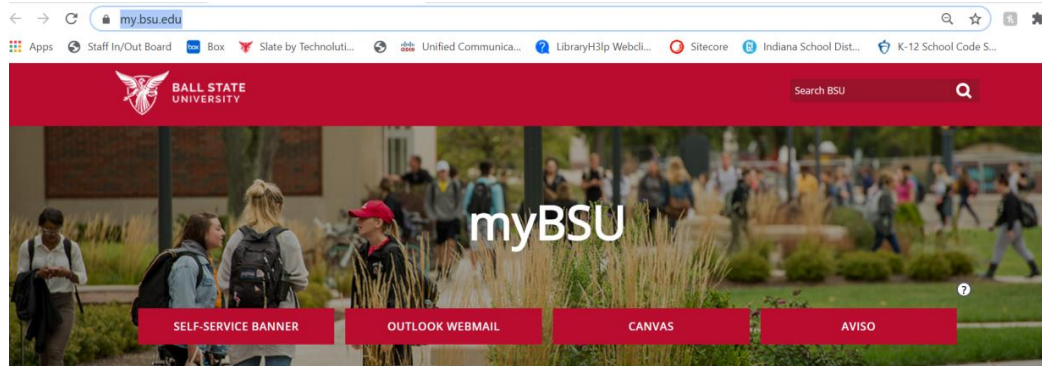 my.bsu.edu
Apps Staff In/Out Board box Box Slate by Technoluti... Unified Communica... LibraryH3lp Webcli... Sitecore Indiana School Dist... K-12 School Code S...
BALL STATE
UNIVERSITY
Search BSU
myBSU
?
SELF-SERVICE BANNER OUTLOOK WEBMAIL CANVAS AVISO